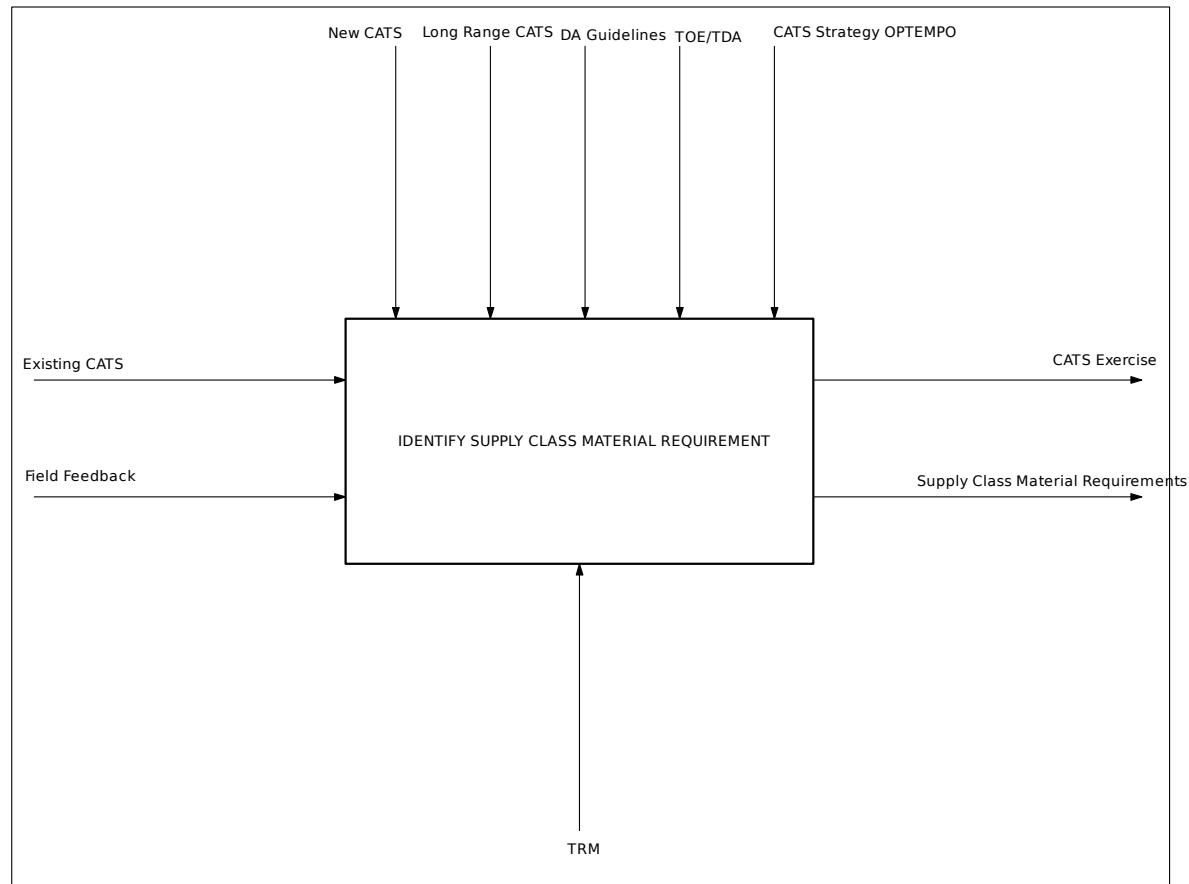 New CATS
Long Range CATS
DA Guidelines
TOE/TDA
CATS Strategy OPTEMPO
Existing CATS
CATS Exercise
IDENTIFY SUPPLY CLASS MATERIAL REQUIREMENT
Field Feedback
Supply Class Material Requirements
TRM